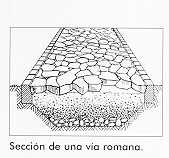 Sección de una vía romana.